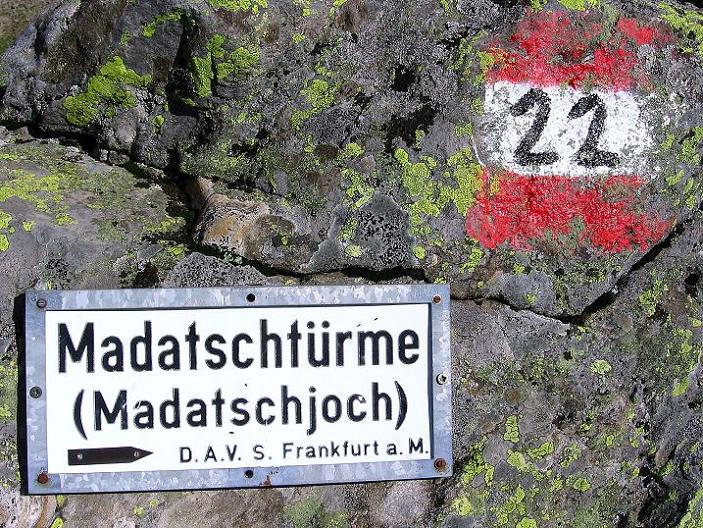 22
Madatschtürme
(Madatschjoch)
D.A.V. S. Frankfurt a.M.